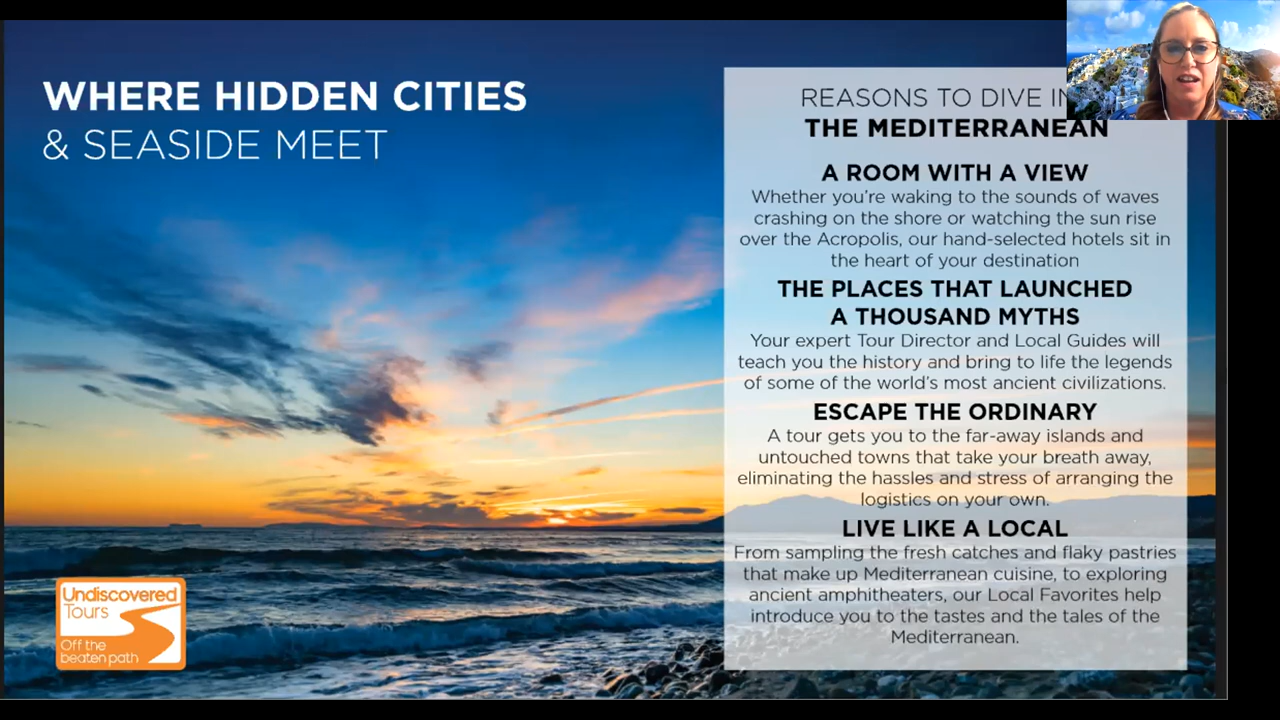 WHERE HIDDEN CITIES
& SEASIDE MEET
REASONS TO DIVE
THE MEDITERRANEAN
A ROOM WITH A VIEW
Whether you’re waking to the sounds of waves
crashing on the shore or watching the sun rise
over the Acropolis, our hand-selected hotels sit in
the heart of your destination
THE PLACES THAT LAUNCHED
A THOUSAND MYTHS
Your expert Tour Director and Local Guides will
teach you the history and bring to life the legends
of some of the world’s most ancient civilizations.
ESCAPE THE ORDINARY
A tour gets you to the far-away islands and
untouched towns that take your breath away,
eliminating the hassles and stress of arranging the
logistics on your own.
LIVE LIKE A LOCAL
From sampling the fresh catches and flaky pastries
that make up Mediterranean cuisine, to exploring
ancient amphitheaters, our Local Favorites help
introduce you to the tastes and the tales of the
Mediterranean.
Undiscovered
Tours
Off the
beaten path